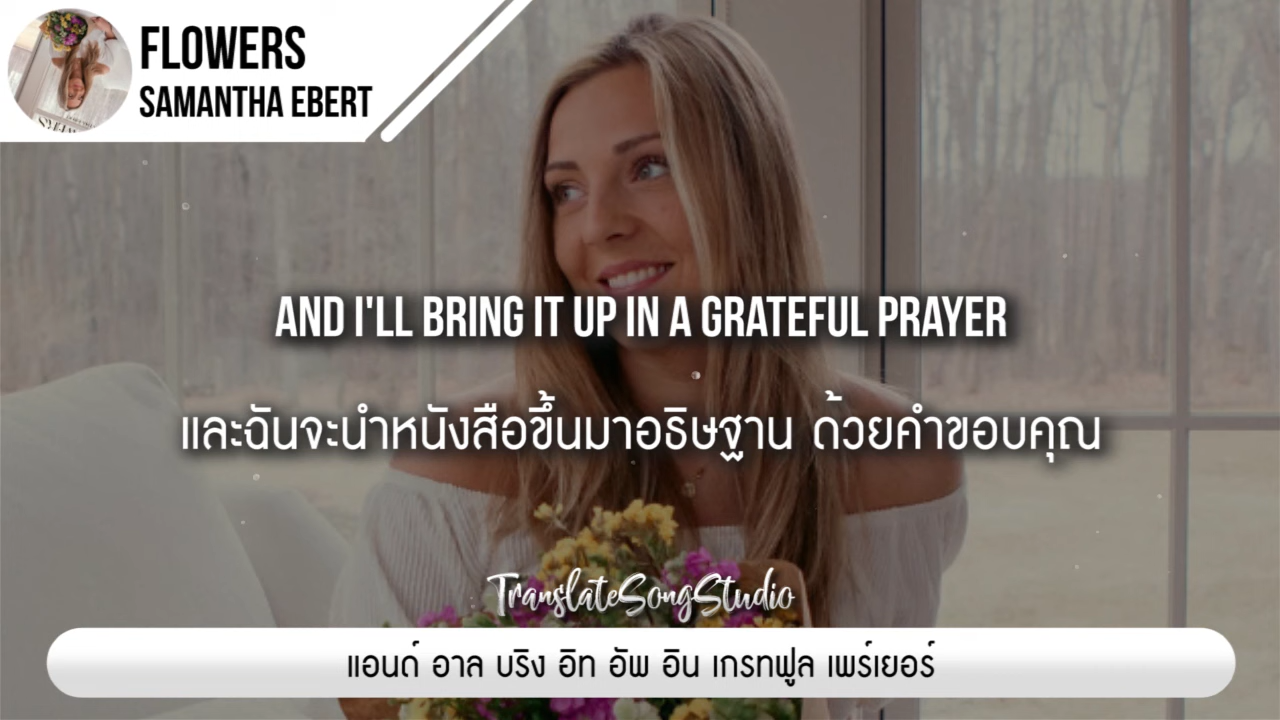 FLOWERS
SAMANTHA EBERT
AND I'LL BRING IT UP IN A GRATEFUL PRAYER
และฉันจะนำหนังสือขึ้นมาอธิษฐาน ด้วยคำขอบคุณ
TranslateSongStudio
แอนด์ อาล บริง อิท อัพ อิน เกรทฟูล เพร์เยอร์